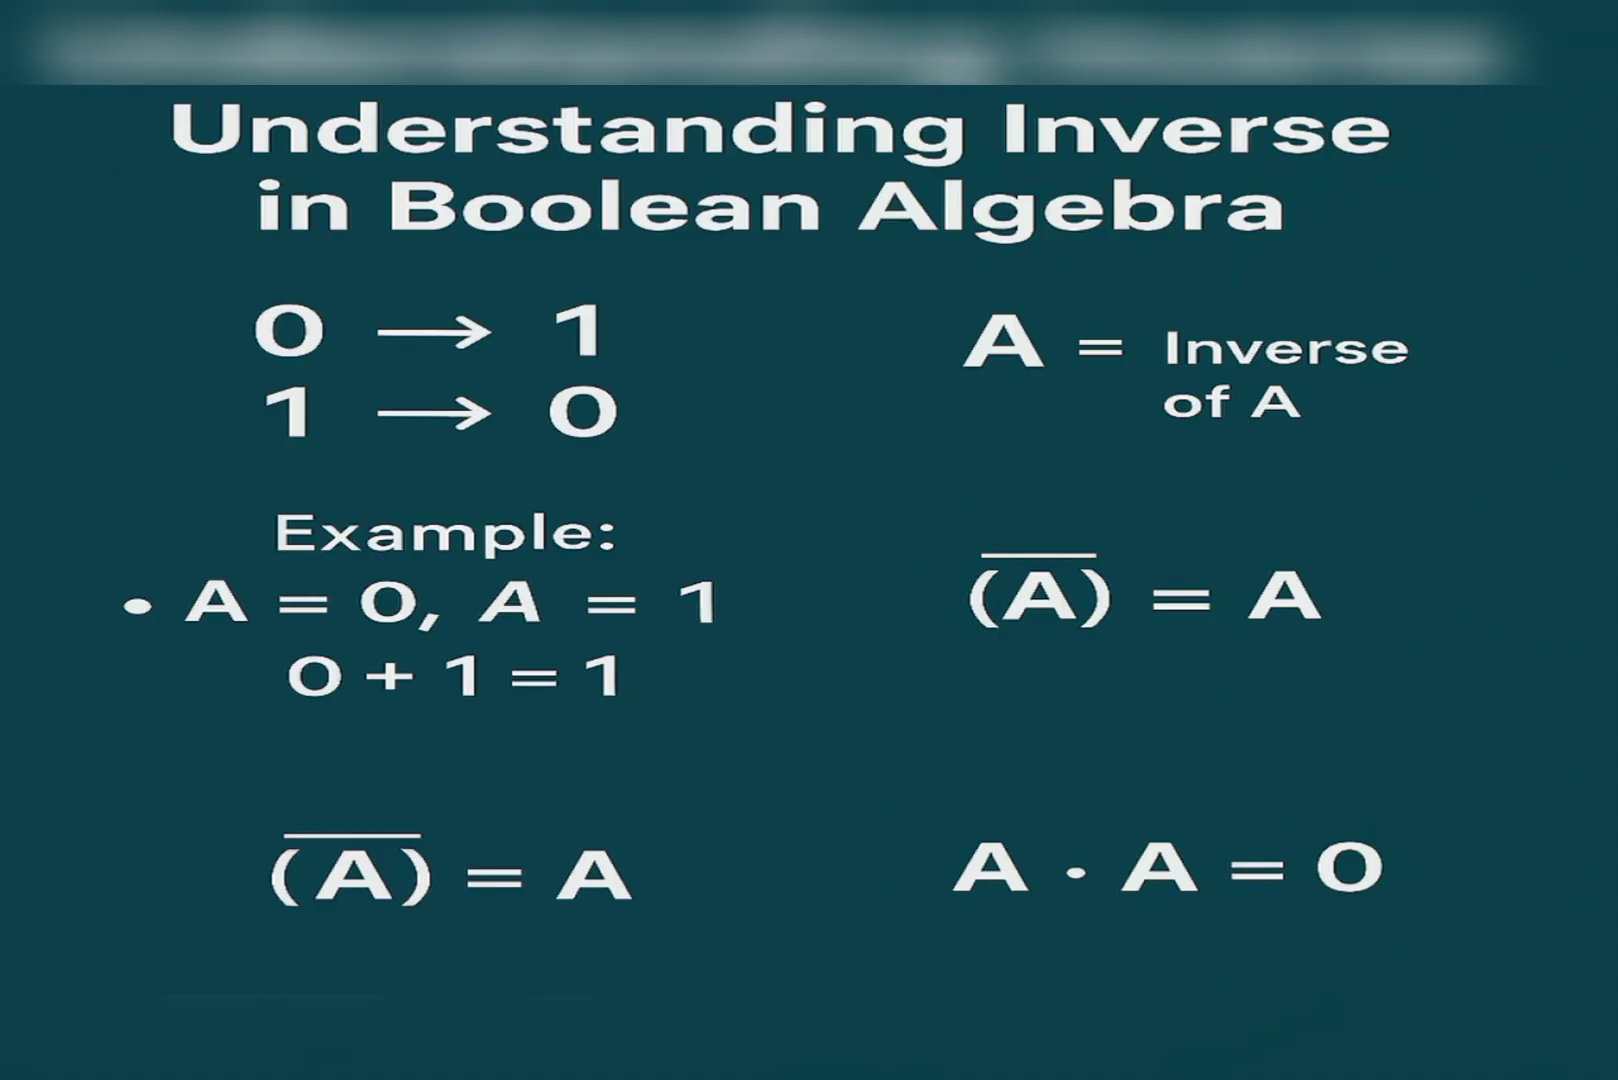 Understanding Inverse
in Boolean Algebra
0 → 1
1 → 0
A = Inverse
of A
Example:
• A = 0, A = 1
0 + 1 = 1
(A)̅ = A
(A)̅ = A
A · A = 0